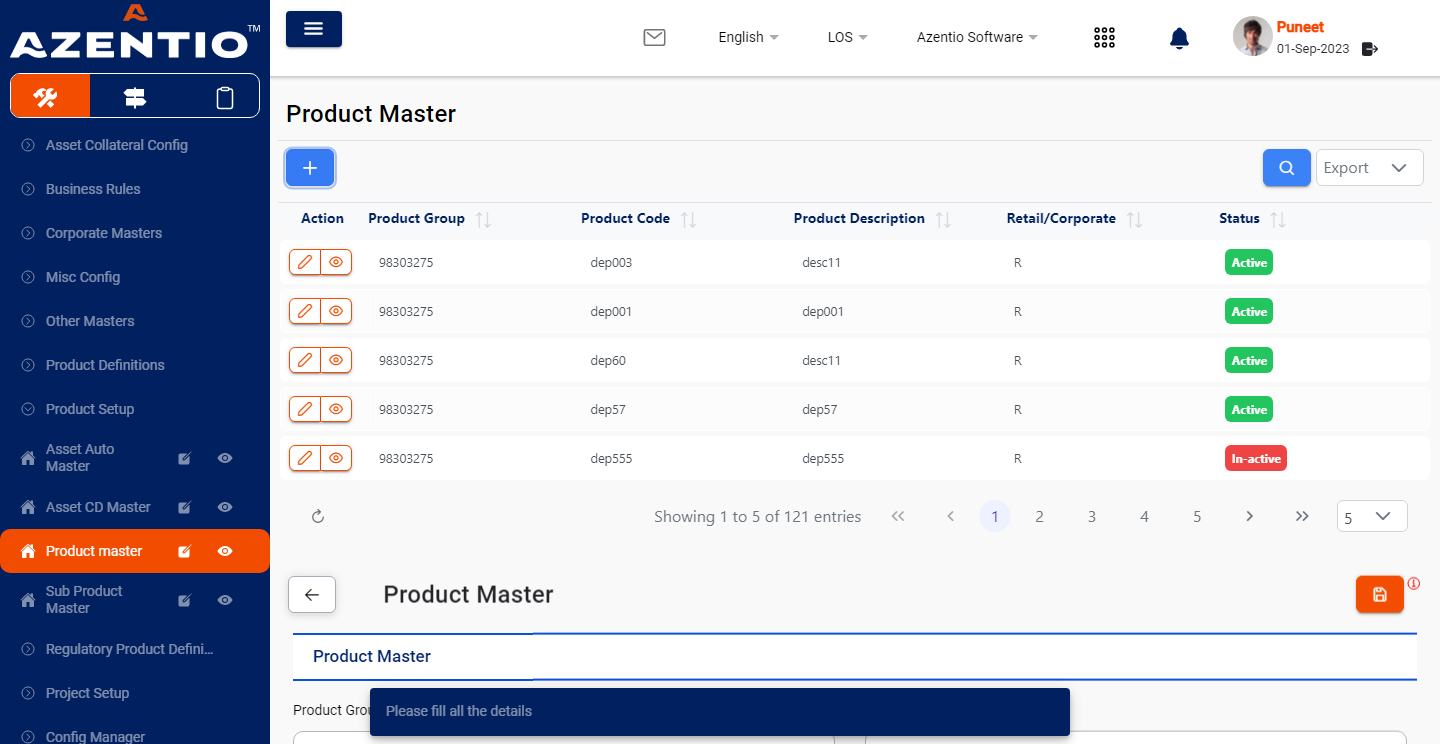 AZENTIO™
English
LOS
Azentio Software
Puneet
01-Sep-2023
Asset Collateral Config
Business Rules
Corporate Masters
Misc Config
Other Masters
Product Definitions
Product Setup
Asset Auto
Master
Asset CD Master
Product master
Sub Product
Master
Regulatory Product Defini...
Project Setup
Config Manager
Product Master
Export
Action Product Group Product Code Product Description Retail/Corporate Status
98303275 dep003 desc11 R Active
98303275 dep001 dep001 R Active
98303275 dep60 desc11 R Active
98303275 dep57 dep57 R Active
98303275 dep555 dep555 R In-active
Showing 1 to 5 of 121 entries 1 2 3 4 5 5
Product Master
Product Master
Product Grou
Please fill all the details